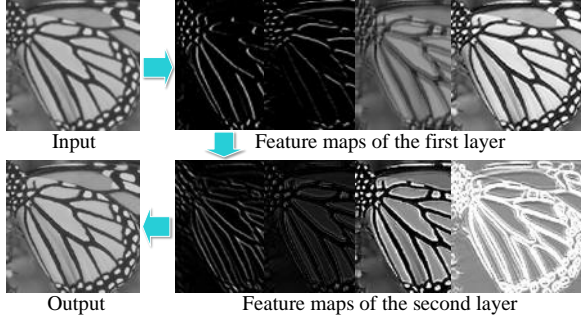 Input
Feature maps of the first layer
Output
Feature maps of the second layer